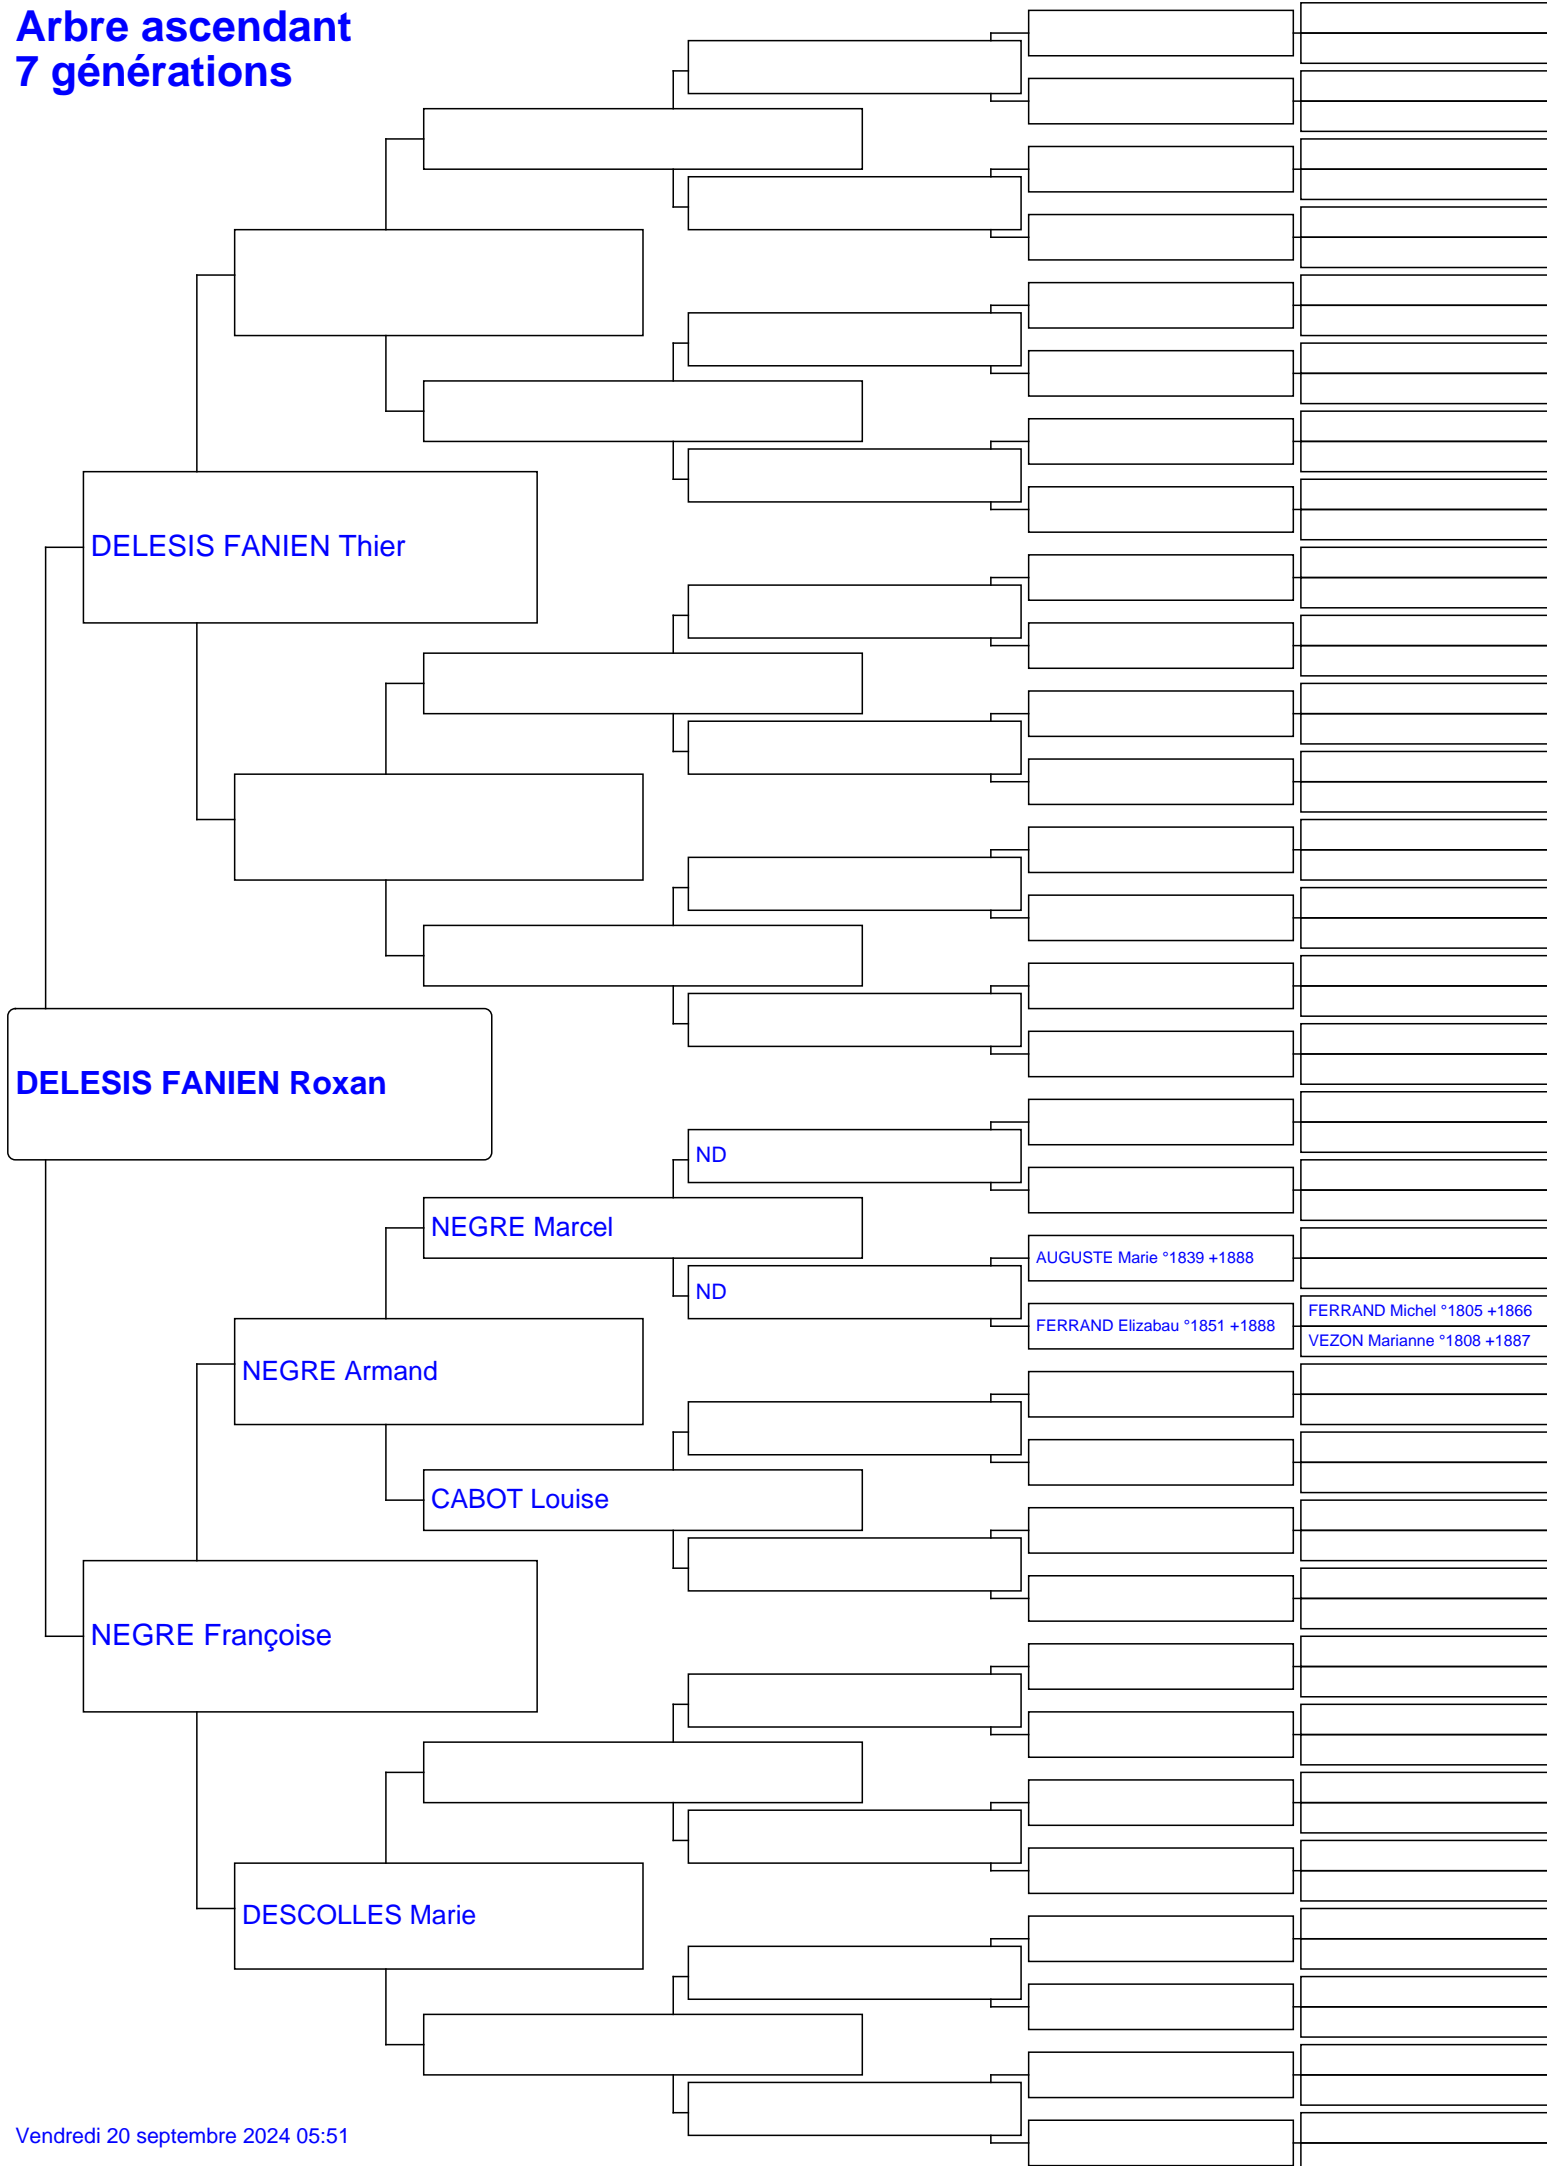 Arbre ascendant
7 générations
DELESIS FANIEN Thier
DELESIS FANIEN Roxan
ND
NEGRE Marcel
AUGUSTE Marie °1839 +1888
ND
FERRAND Michel °1805 +1866
FERRAND Elizabau °1851 +1888
VEZON Marianne °1808 +1887
NEGRE Armand
CABOT Louise
NEGRE Françoise
DESCOLLES Marie
Vendredi 20 septembre 2024 05:51